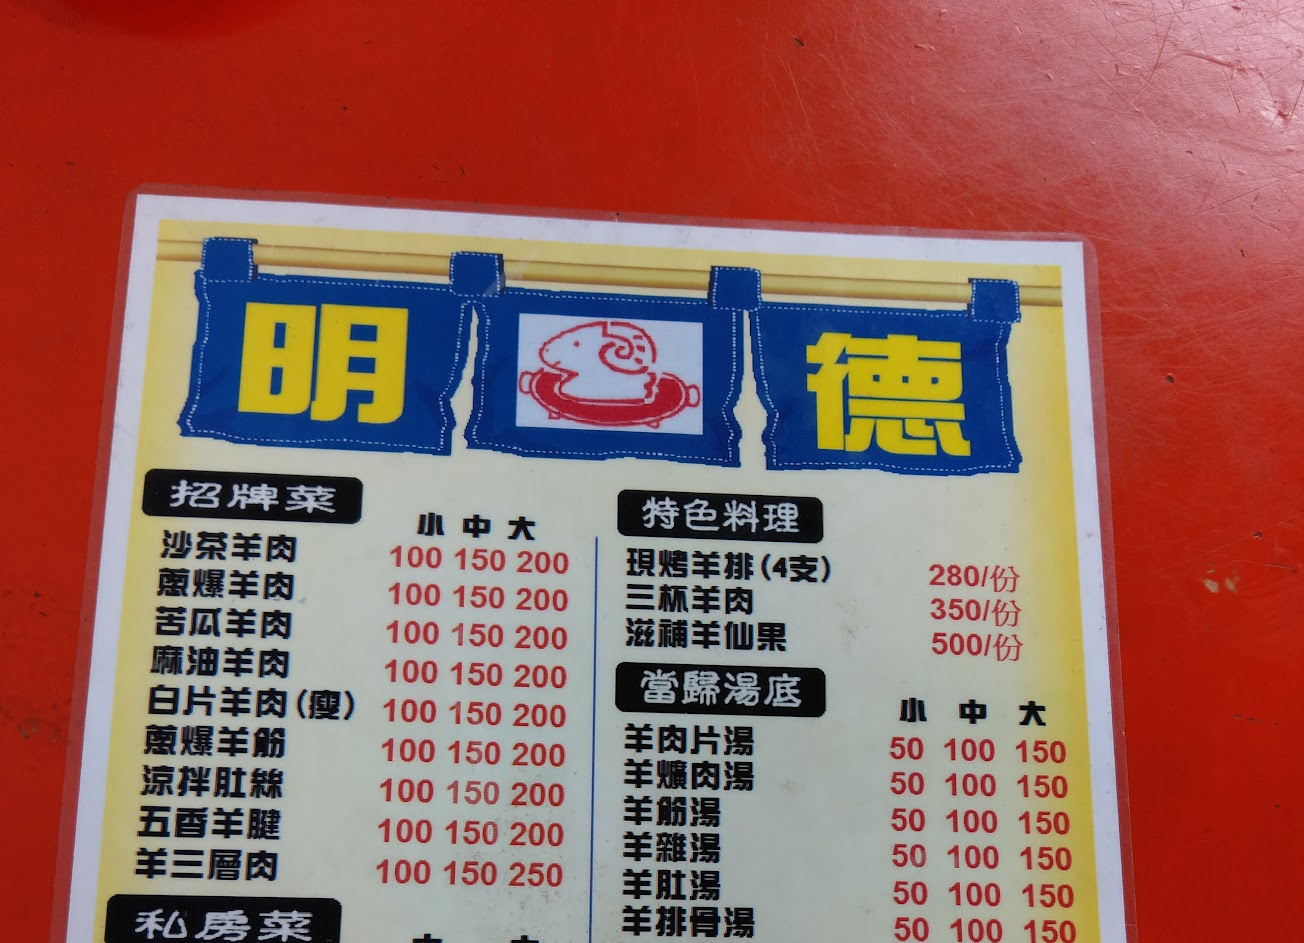 明德
招牌菜
小 中 大
沙茶羊肉 100 150 200
蔥爆羊肉 100 150 200
苦瓜羊肉 100 150 200
麻油羊肉 100 150 200
白片羊肉(瘦) 100 150 200
蔥爆羊筋 100 150 200
涼拌肚絲 100 150 200
五香羊腱 100 150 200
羊三層肉 100 150 250
私房菜
特色料理
現烤羊排(4支) 280/份
三杯羊肉 350/份
滋補羊仙果 500/份
當歸湯底
小 中 大
羊肉片湯 50 100 150
羊爌肉湯 50 100 150
羊筋湯 50 100 150
羊雜湯 50 100 150
羊肚湯 50 100 150
羊排骨湯 50 100 150